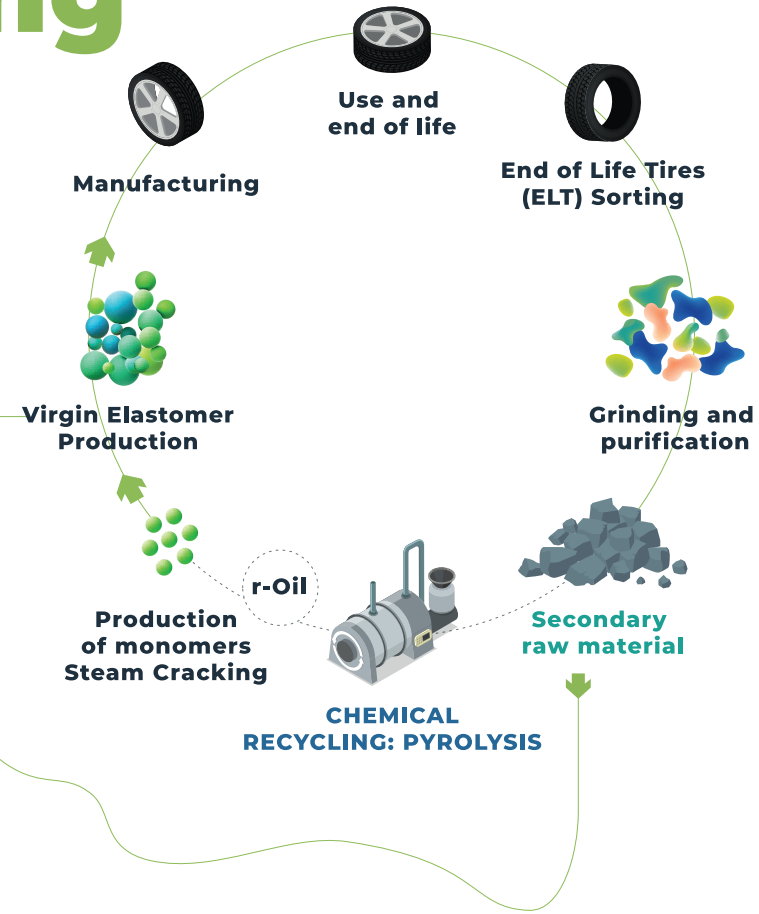 ng
Use and
end of life
Manufacturing
End of Life Tires
(ELT) Sorting
Virgin Elastomer
Production
Grinding and
purification
r-Oil
Production
of monomers
Steam Cracking
Secondary
raw material
CHEMICAL
RECYCLING: PYROLYSIS